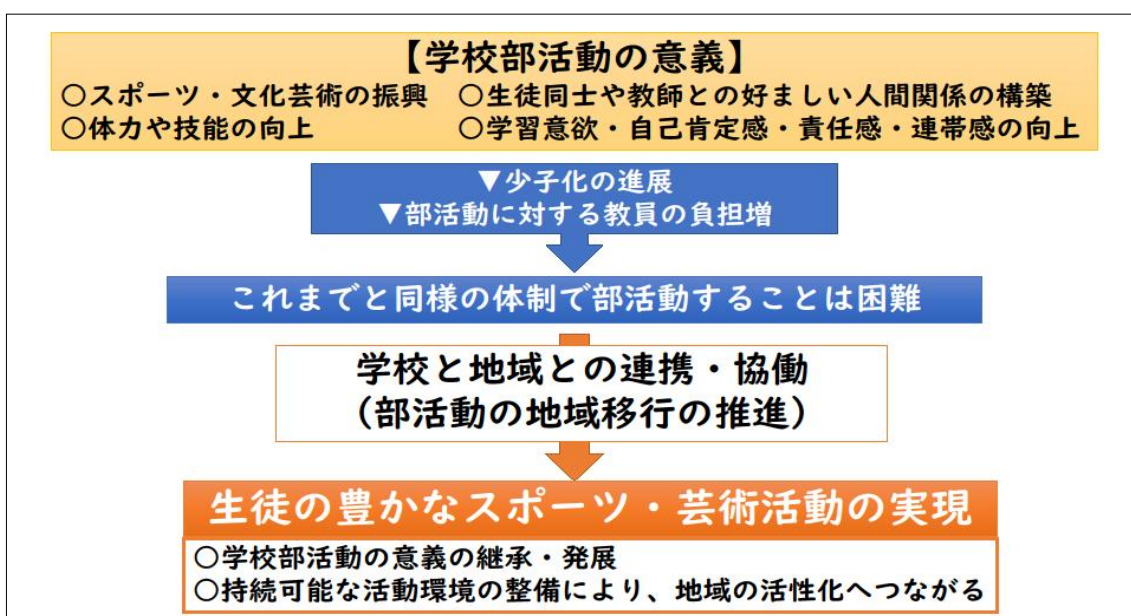 【学校部活動の意義】
○スポーツ・文化芸術の振興　○生徒同士や教師との好ましい人間関係の構築
○体力や技能の向上　○学習意欲・自己肯定感・責任感・連帯感の向上
▼少子化の進展
▼部活動に対する教員の負担増
これまでと同様の体制で部活動することは困難
学校と地域との連携・協働
（部活動の地域移行の推進）
生徒の豊かなスポーツ・芸術活動の実現
○学校部活動の意義の継承・発展
○持続可能な活動環境の整備により、地域の活性化へつながる